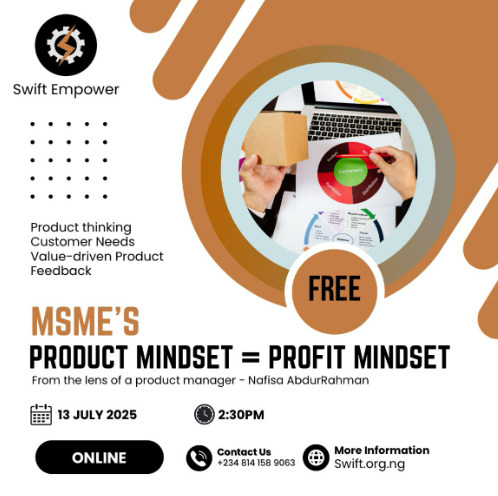 Swift Empower
Product thinking
Customer Needs
Value-driven Product
Feedback
Customers
FREE
MSME'S
PRODUCT MINDSET = PROFIT MINDSET
From the lens of a product manager - Nafisa AbdurRahman
13 JULY 2025
2:30PM
ONLINE
Contact Us
+234 814 158 9063
More Information
Swift.org.ng